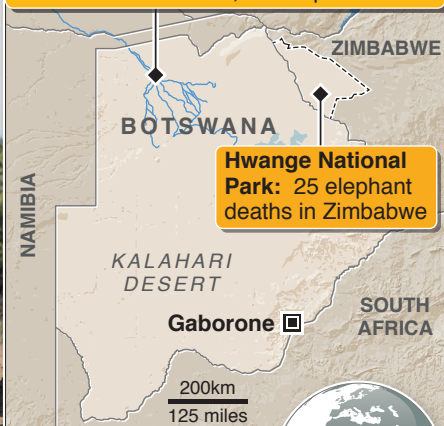 ZIMBABWE
BOTSWANA
Hwange National
Park: 25 elephant
deaths in Zimbabwe
NAMIBIA
KALAHARI
DESERT
SOUTH
AFRICA
Gaborone
200km
125 miles